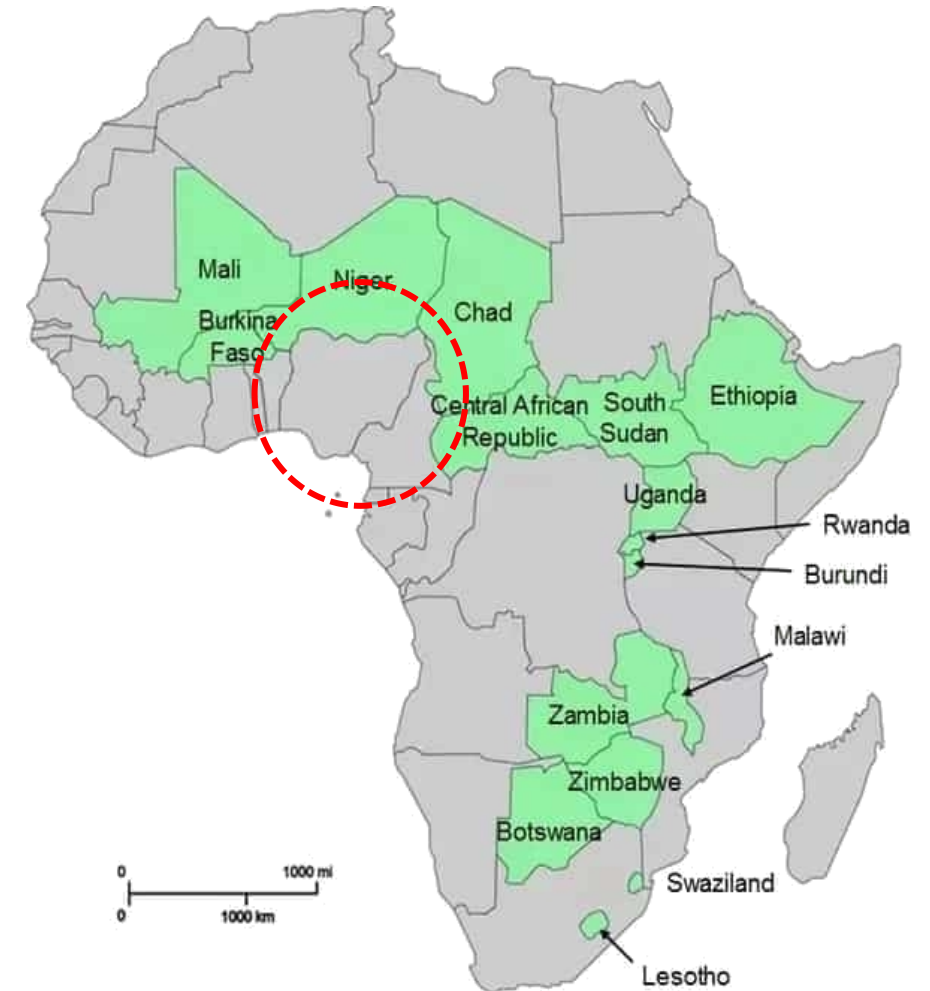 Mali
Niger
Chad
Burkina
Faso
Central African
Republic
South
Sudan
Ethiopia
Uganda
Rwanda
Burundi
Malawi
Zambia
Zimbabwe
Botswana
Swaziland
Lesotho
0 1000 mi
0 1000 km